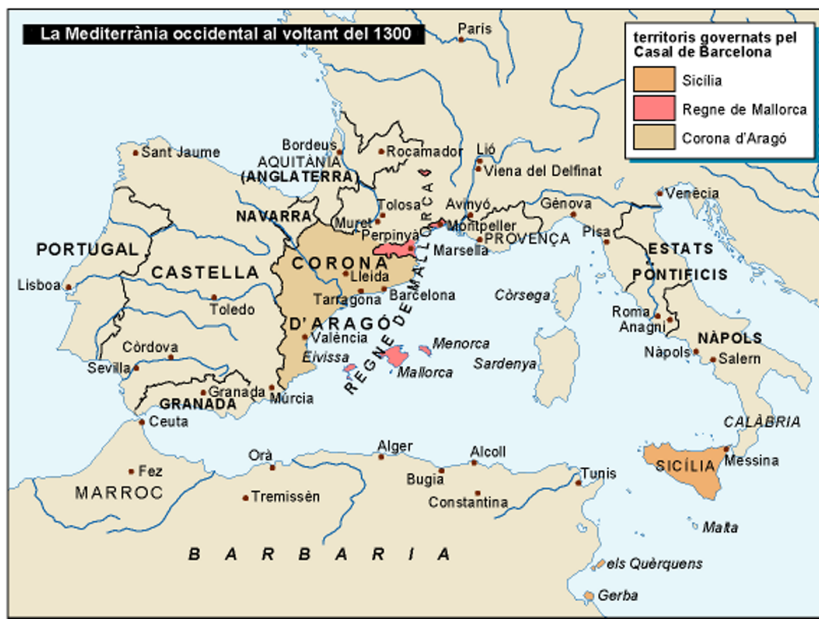 La Mediterrània occidental al voltant del 1300
territoris governats pel
Casal de Barcelona
Sicília
Regne de Mallorca
Corona d'Aragó
París
Sant Jaume
Bordeus
AQUITÀNIA
(ANGLATERRA)
Rocamador
Lió
Viena del Delfinat
NAVARRA
Tolosa
Muret
Avinyó
Montpeller
Gènova
Venècia
Perpinyà
Marsella
PROVENÇA
Pisa
ESTATS
PONTIFICIS
PORTUGAL
CASTELLA
CORONA
D'ARAGÓ
Lleida
Lisboa
Toledo
Tarragona
Barcelona
Còrsega
Roma
Anagni
REGNE DE MALLORCA
València
Eivissa
Menorca
Mallorca
Sardenya
NÀPOLS
Nàpols
Salern
Còrdova
Sevilla
Granada
GRANADA
Múrcia
CALÀBRIA
Ceuta
Orà
Alger
Alcoll
SICÍLIA
Messina
Fez
MARROC
Tremissèn
Bugia
Constantina
Tunis
Malta
BARBARIA
els Quèrquens
Gerba